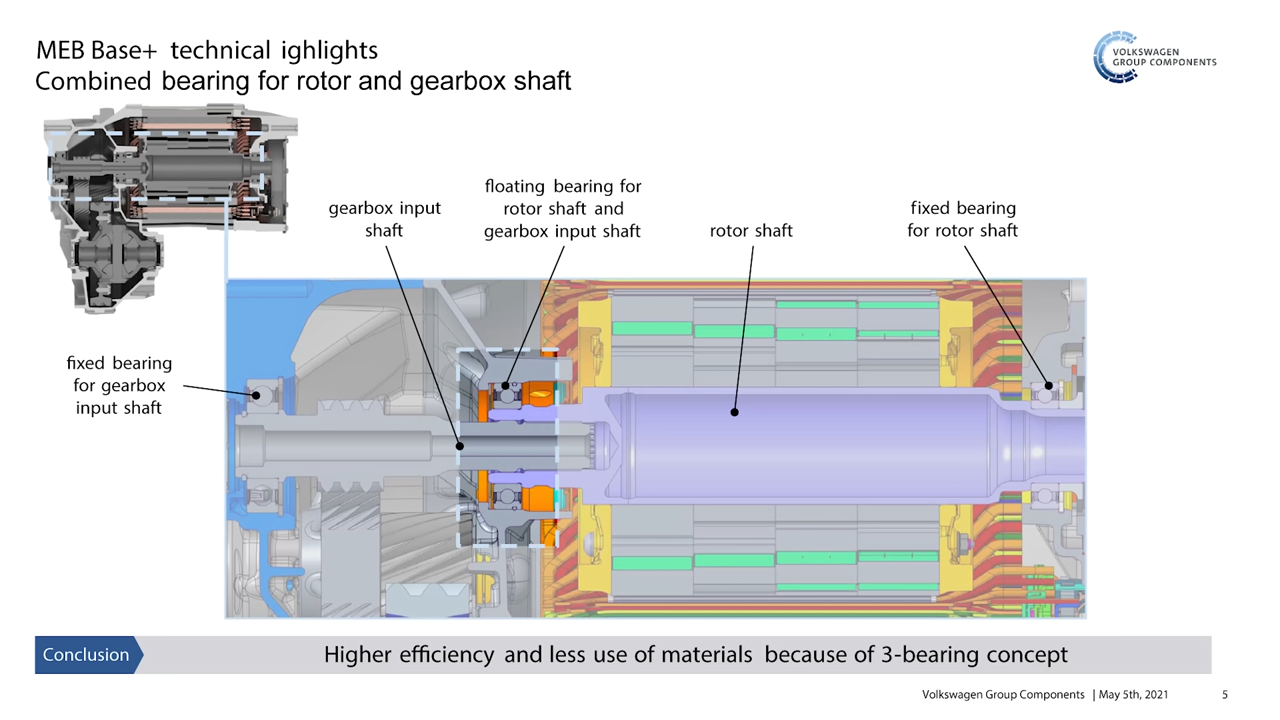 MEB Base+ technical ighlights
Combined bearing for rotor and gearbox shaft
VOLKSWAGEN
GROUP COMPONENTS
floating bearing for
rotor shaft and
gearbox input shaft
gearbox input
shaft
rotor shaft
fixed bearing
for rotor shaft
fixed bearing
for gearbox
input shaft
Conclusion
Higher efficiency and less use of materials because of 3-bearing concept
Volkswagen Group Components | May 5th, 2021
5